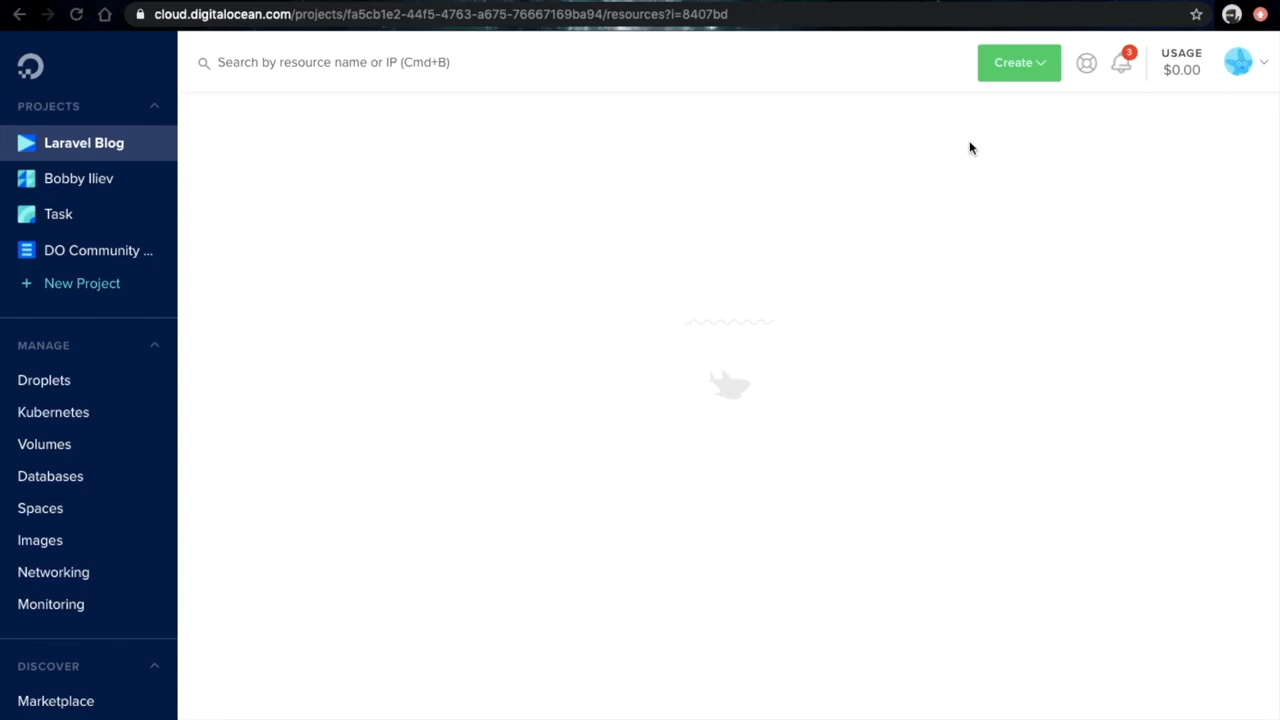 cloud.digitalocean.com/projects/fa5cb1e2-44f5-4763-a675-76667169ba94/resources?i=8407bd
Search by resource name or IP (Cmd+B)
Create
3
USAGE
$0.00
PROJECTS
Laravel Blog
Bobby Iliev
Task
DO Community ...
+ New Project
MANAGE
Droplets
Kubernetes
Volumes
Databases
Spaces
Images
Networking
Monitoring
DISCOVER
Marketplace